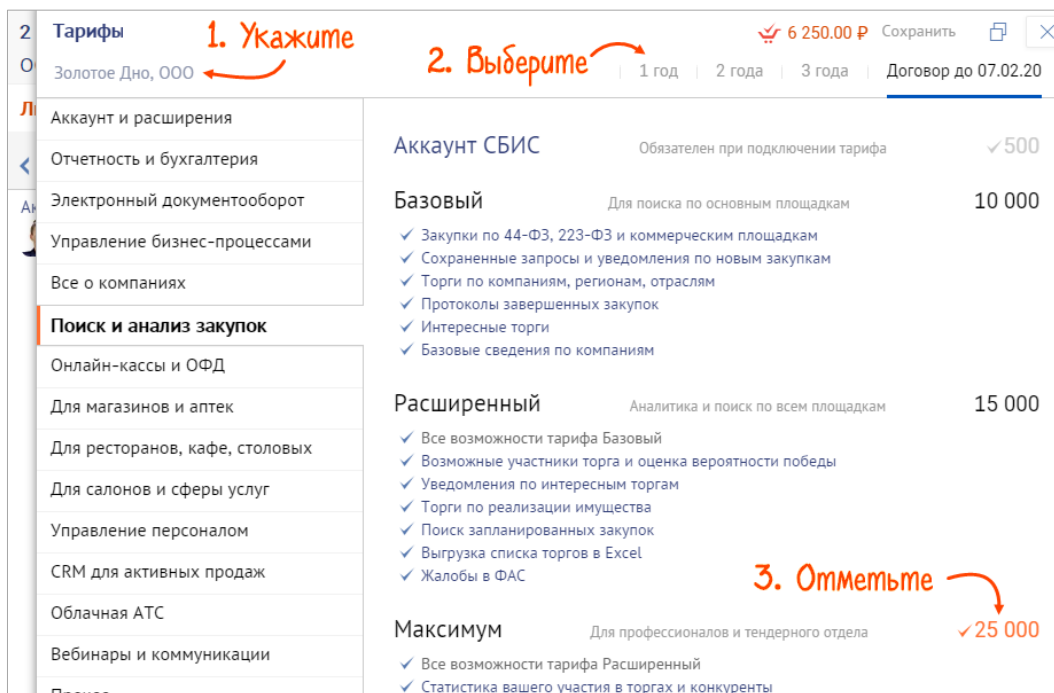 2 Тарифы 1. Укажите 6 250.00 ₽ Сохранить
Золотое Дно, ООО 2. Выберите 1 год 2 года 3 года Договор до 07.02.20
Аккаунт и расширения
Отчетность и бухгалтерия
Электронный документооборот
Управление бизнес-процессами
Все о компаниях
Поиск и анализ закупок
Онлайн-кассы и ОФД
Для магазинов и аптек
Для ресторанов, кафе, столовых
Для салонов и сферы услуг
Управление персоналом
CRM для активных продаж
Облачная АТС
Вебинары и коммуникации
Аккаунт СБИС Обязателен при подключении тарифа 500
Базовый Для поиска по основным площадкам 10 000
Закупки по 44-ФЗ, 223-ФЗ и коммерческим площадкам
Сохраненные запросы и уведомления по новым закупкам
Торги по компаниям, регионам, отраслям
Протоколы завершенных закупок
Интересные торги
Базовые сведения по компаниям
Расширенный Аналитика и поиск по всем площадкам 15 000
Все возможности тарифа Базовый
Возможные участники торга и оценка вероятности победы
Уведомления по интересным торгам
Торги по реализации имущества
Поиск запланированных закупок
Выгрузка списка торгов в Excel
Жалобы в ФАС
3. Отметьте
Максимум Для профессионалов и тендерного отдела 25 000
Все возможности тарифа Расширенный
Статистика вашего участия в торгах и конкуренты